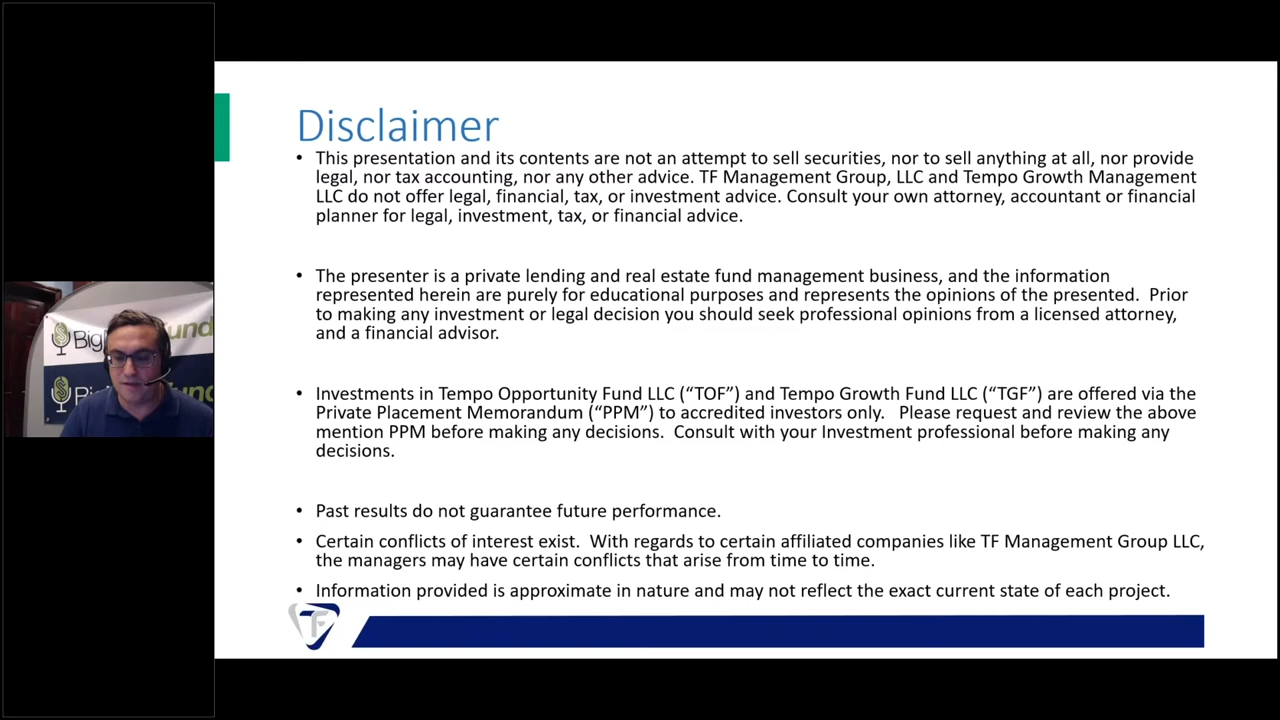 Disclaimer
• This presentation and its contents are not an attempt to sell securities, nor to sell anything at all, nor provide
legal, nor tax accounting, nor any other advice. TF Management Group, LLC and Tempo Growth Management
LLC do not offer legal, financial, tax, or investment advice. Consult your own attorney, accountant or financial
planner for legal, investment, tax, or financial advice.
• The presenter is a private lending and real estate fund management business, and the information
represented herein are purely for educational purposes and represents the opinions of the presented.  Prior
to making any investment or legal decision you should seek professional opinions from a licensed attorney,
and a financial advisor.
• Investments in Tempo Opportunity Fund LLC (“TOF”) and Tempo Growth Fund LLC (“TGF”) are offered via the
Private Placement Memorandum (“PPM”) to accredited investors only.   Please request and review the above
mention PPM before making any decisions.  Consult with your Investment professional before making any
decisions.
• Past results do not guarantee future performance.
• Certain conflicts of interest exist.  With regards to certain affiliated companies like TF Management Group LLC,
the managers may have certain conflicts that arise from time to time.
• Information provided is approximate in nature and may not reflect the exact current state of each project.
TF